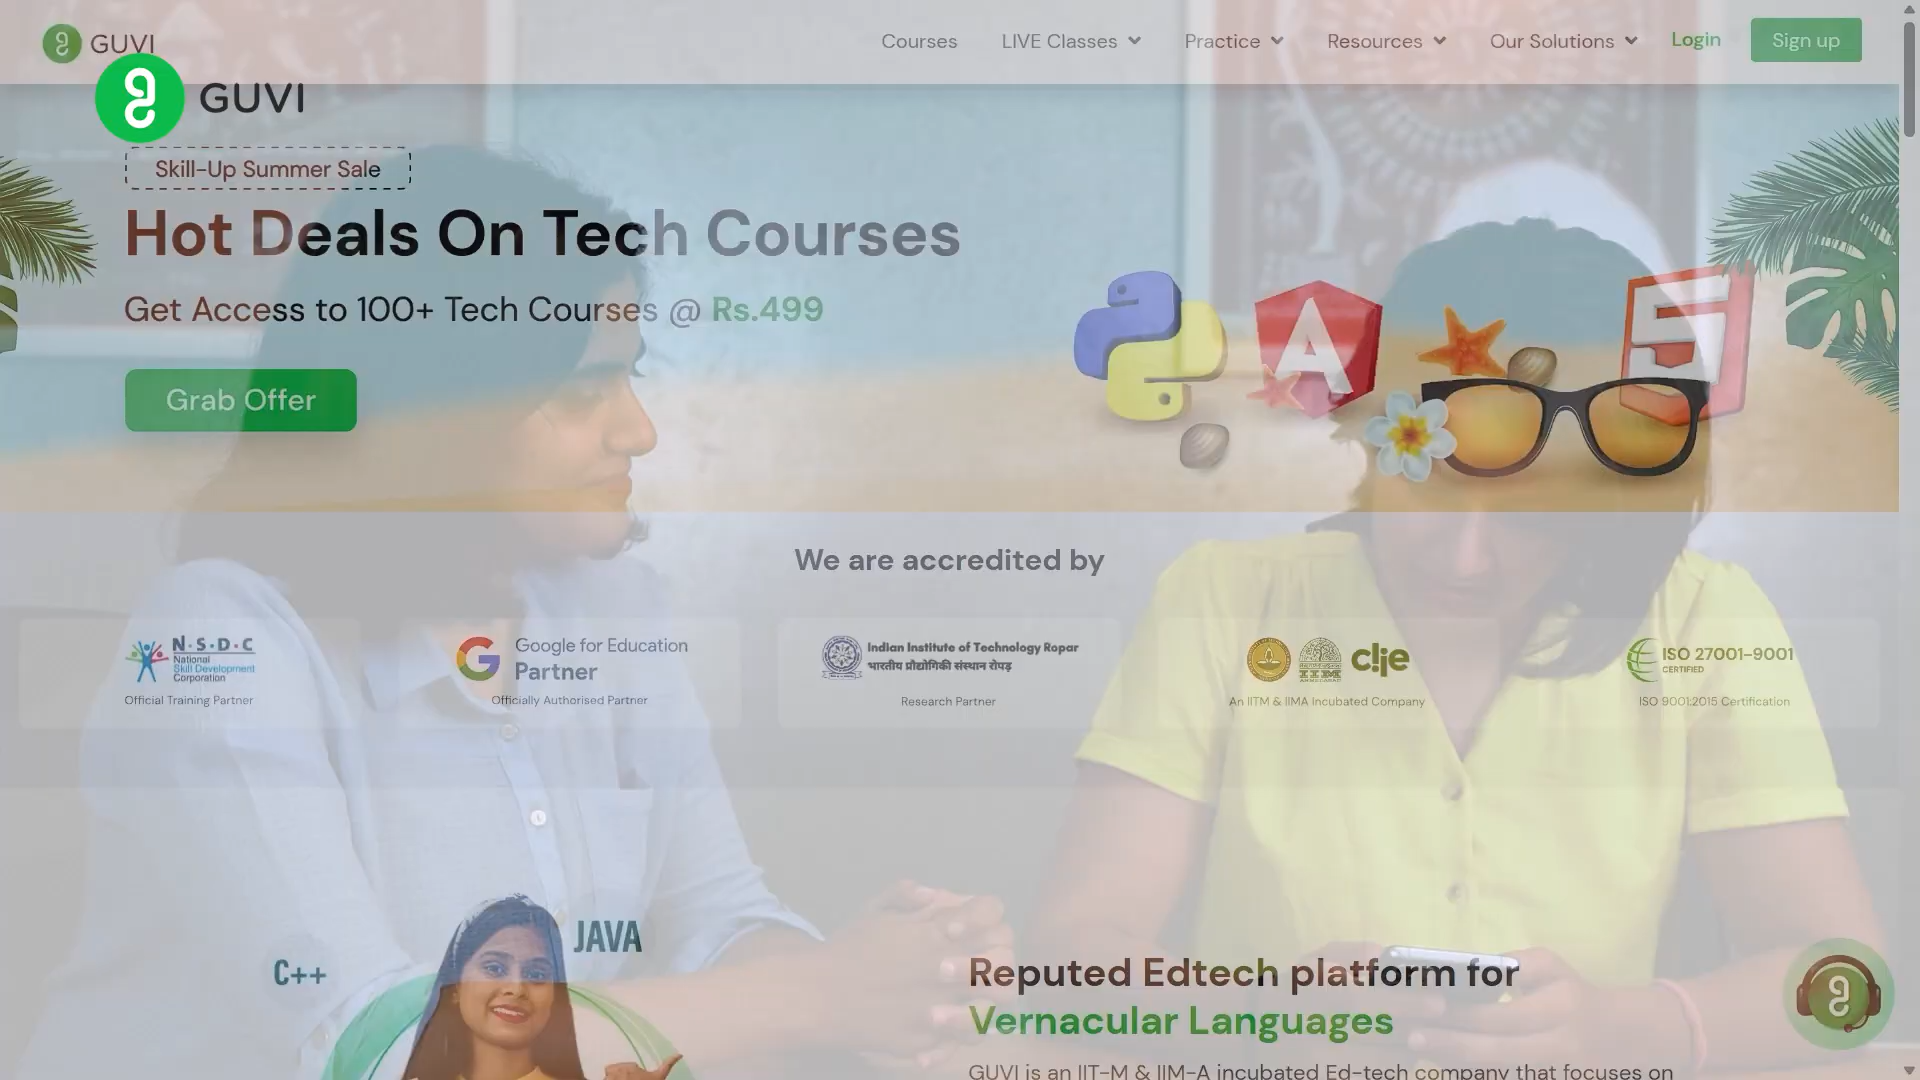 GUVI
Courses
LIVE Classes
Practice
Resources
Our Solutions
Login
Sign up
GUVI
Skill-Up Summer Sale
Hot Deals On Tech Courses
Get Access to 100+ Tech Courses @ Rs.499
Grab Offer
We are accredited by
N·S·D·C
National
Skill Development
Corporation
Official Training Partner
Google for Education
Partner
Officially Authorised Partner
Indian Institute of Technology Ropar
भारतीय प्रौद्योगिकी संस्थान रोपड़
Research Partner
IIMA
cije
An IITM & IIMA Incubated Company
ISO 27001-9001
CERTIFIED
ISO 9001:2015 Certification
JAVA
C++
Reputed Edtech platform for
Vernacular Languages
GUVI is an IIT-M & IIM-A incubated Ed-tech company that focuses on